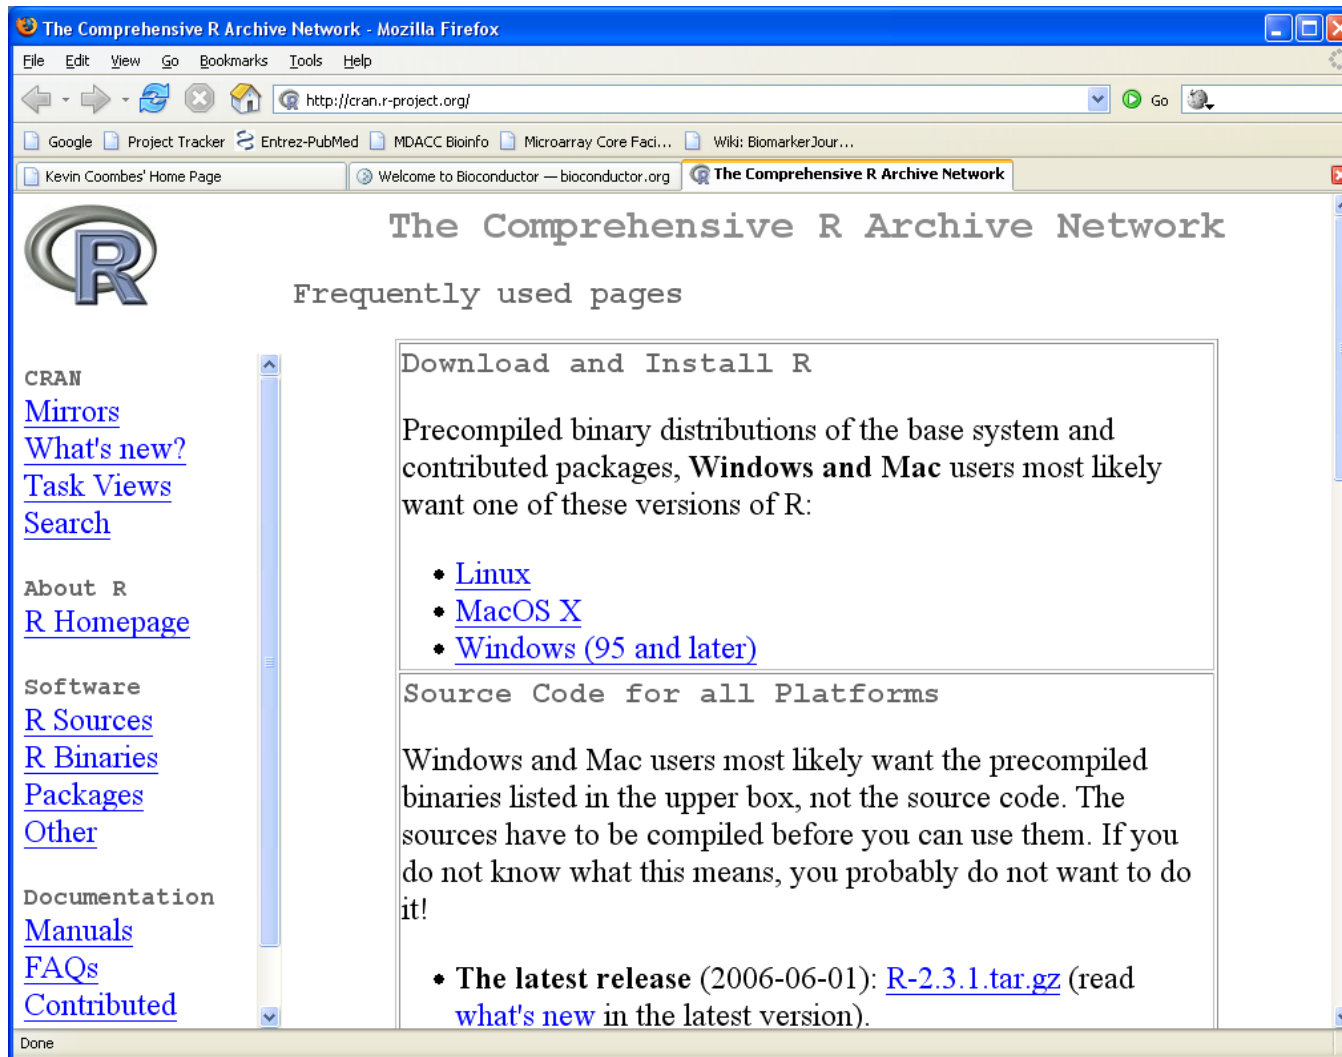 The Comprehensive R Archive Network - Mozilla Firefox
File Edit View Go Bookmarks Tools Help
http://cran.r-project.org/ Go
Google Project Tracker Entrez-PubMed MDACC Bioinfo Microarray Core Faci... Wiki: BiomarkerJour...
Kevin Coombes' Home Page Welcome to Bioconductor — bioconductor.org The Comprehensive R Archive Network
R
The Comprehensive R Archive Network
Frequently used pages
CRAN
Mirrors
What's new?
Task Views
Search
About R
R Homepage
Software
R Sources
R Binaries
Packages
Other
Documentation
Manuals
FAQs
Contributed
Download and Install R
Precompiled binary distributions of the base system and
contributed packages, Windows and Mac users most likely
want one of these versions of R:
• Linux
• MacOS X
• Windows (95 and later)
Source Code for all Platforms
Windows and Mac users most likely want the precompiled
binaries listed in the upper box, not the source code. The
sources have to be compiled before you can use them. If you
do not know what this means, you probably do not want to do
it!
• The latest release (2006-06-01): R-2.3.1.tar.gz (read
what's new in the latest version).
Done